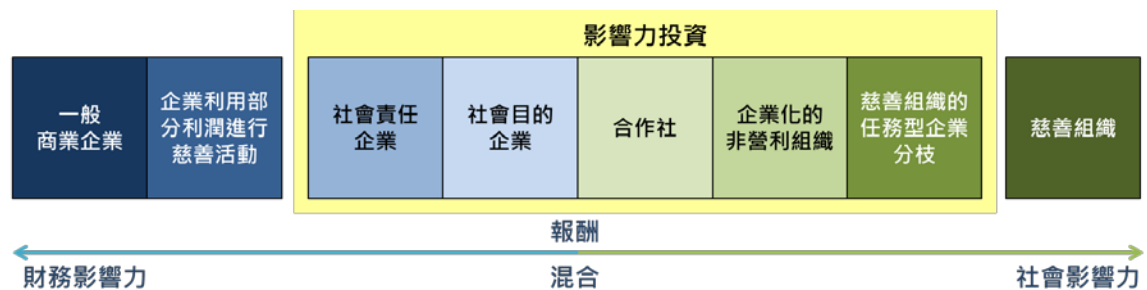 影響力投資
一般
商業企業
企業利用部
分利潤進行
慈善活動
社會責任
企業
社會目的
企業
合作社
企業化的
非營利組織
慈善組織的
任務型企業
分枝
慈善組織
報酬
財務影響力
混合
社會影響力